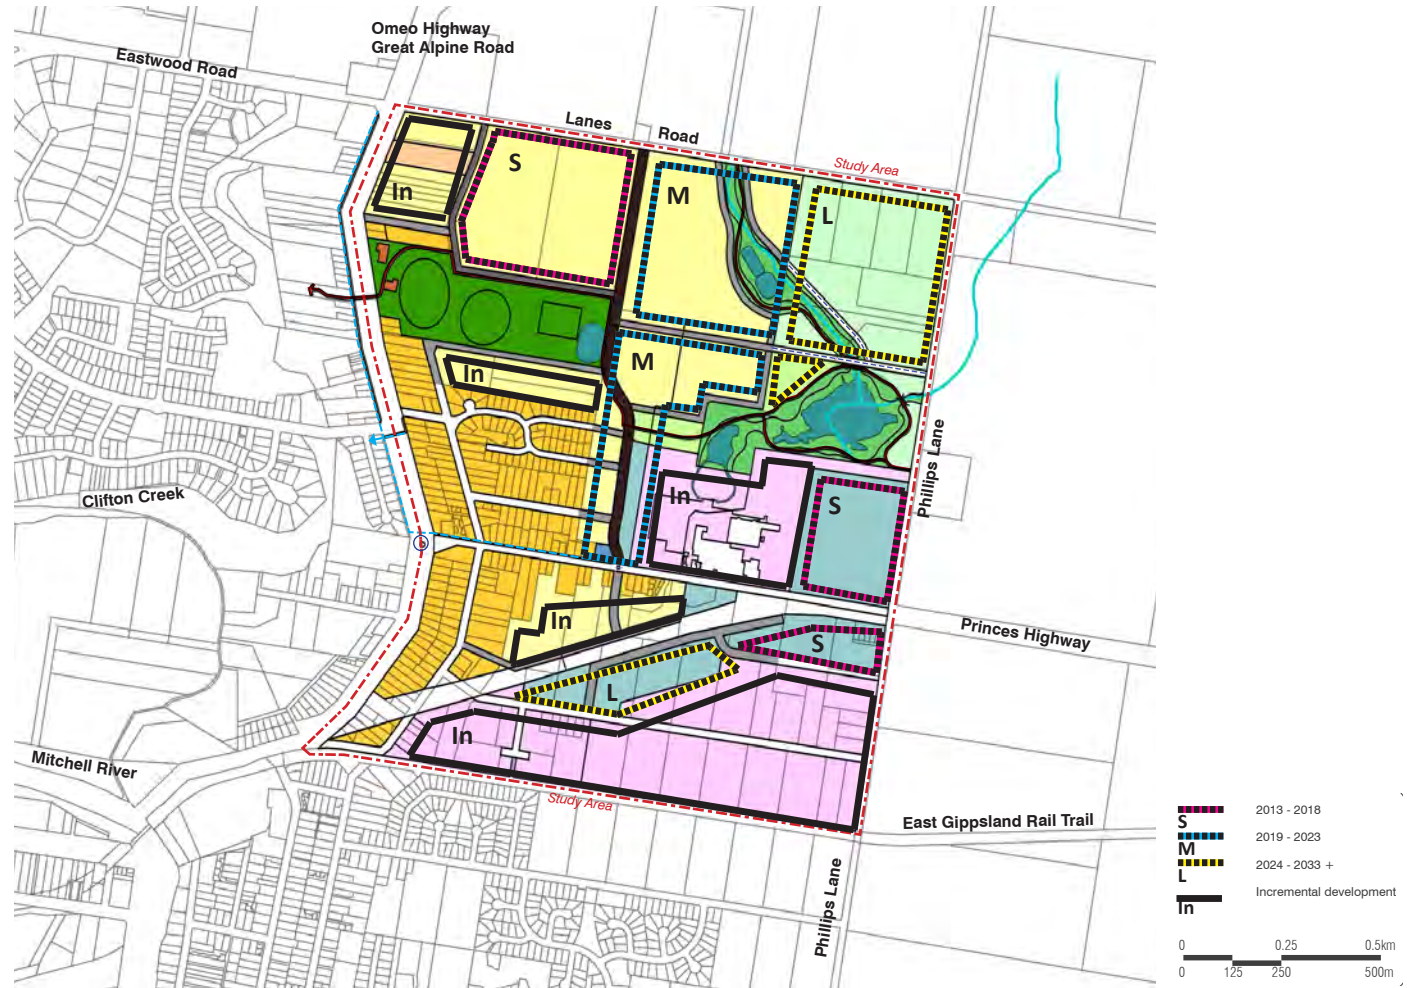 Omeo Highway
Great Alpine Road
Eastwood Road
Lanes Road
Study Area
S
M
In
L
M
In
Phillips Lane
Clifton Creek
In
S
b
In
Princes Highway
S
L
In
Mitchell River
Study Area
East Gippsland Rail Trail
Phillips Lane
S 2013 - 2018
M 2019 - 2023
L 2024 - 2033 +
In Incremental development
0 0.25 0.5km
0 125 250 500m